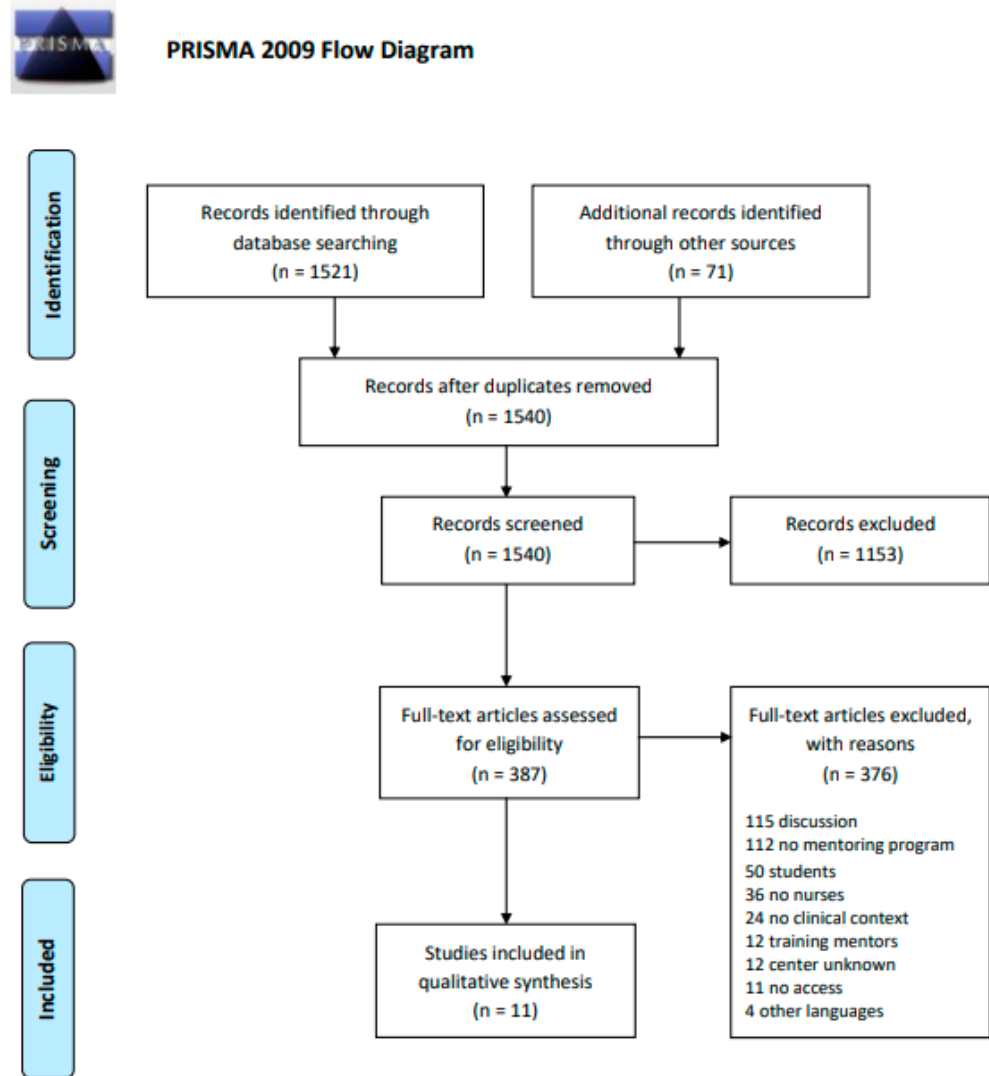 PRISMA
PRISMA 2009 Flow Diagram
Identification
Records identified through
database searching
(n = 1521)
Additional records identified
through other sources
(n = 71)
Records after duplicates removed
(n = 1540)
Screening
Records screened
(n = 1540)
Records excluded
(n = 1153)
Eligibility
Full-text articles assessed
for eligibility
(n = 387)
Full-text articles excluded,
with reasons
(n = 376)
115 discussion
112 no mentoring program
50 students
36 no nurses
24 no clinical context
12 training mentors
12 center unknown
11 no access
4 other languages
Included
Studies included in
qualitative synthesis
(n = 11)